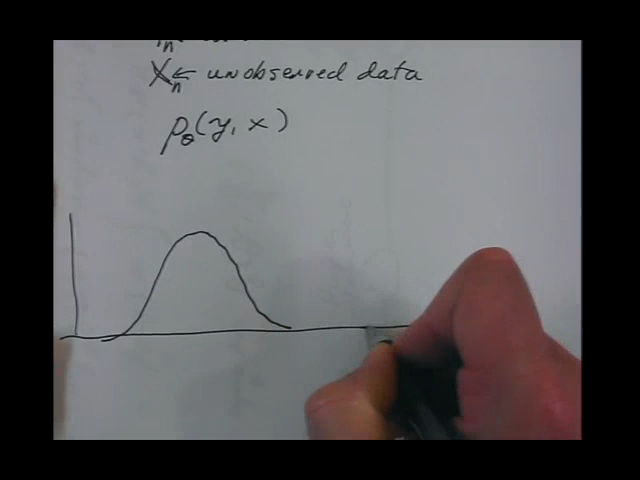 Xₙ ← unobserved data
p_θ(y, x)